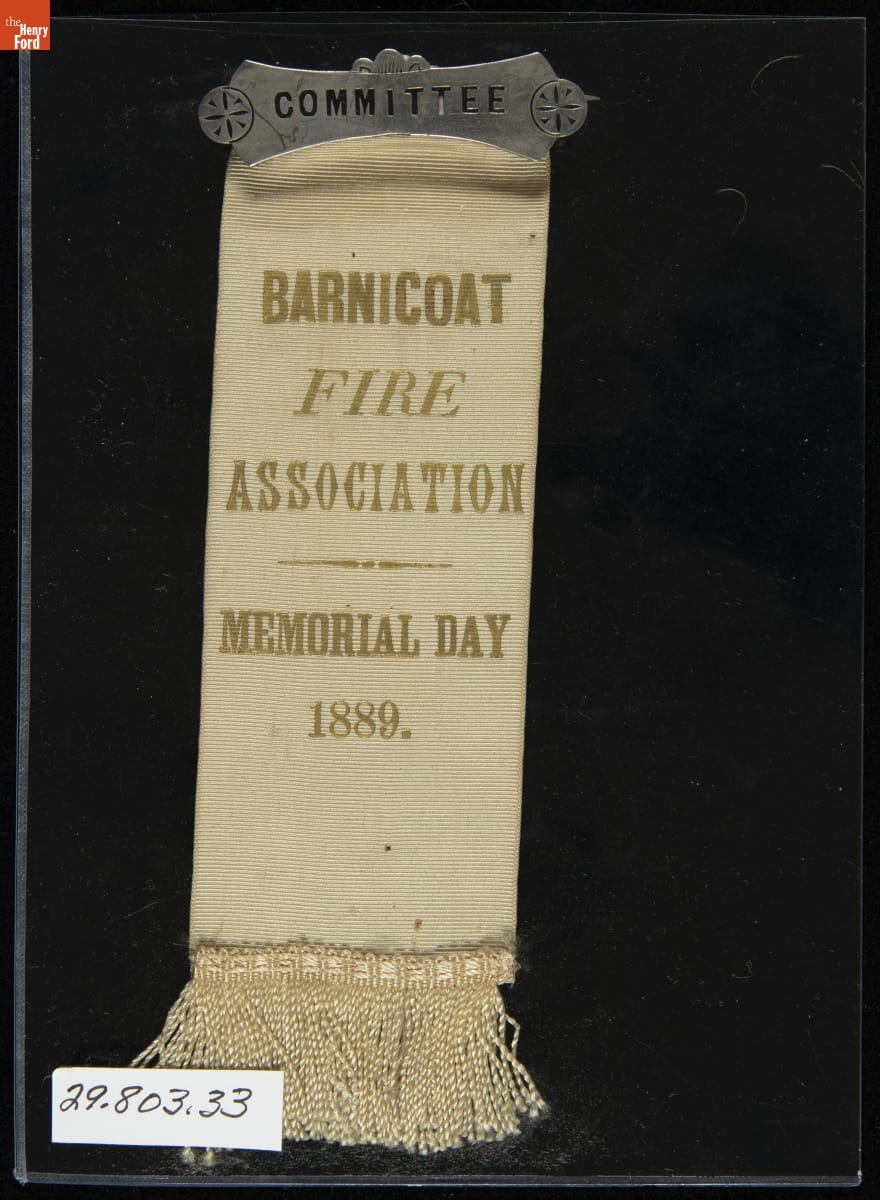 the
Henry
Ford
COMMITTEE
BARNICOAT
FIRE
ASSOCIATION
MEMORIAL DAY
1889.
29.803.33